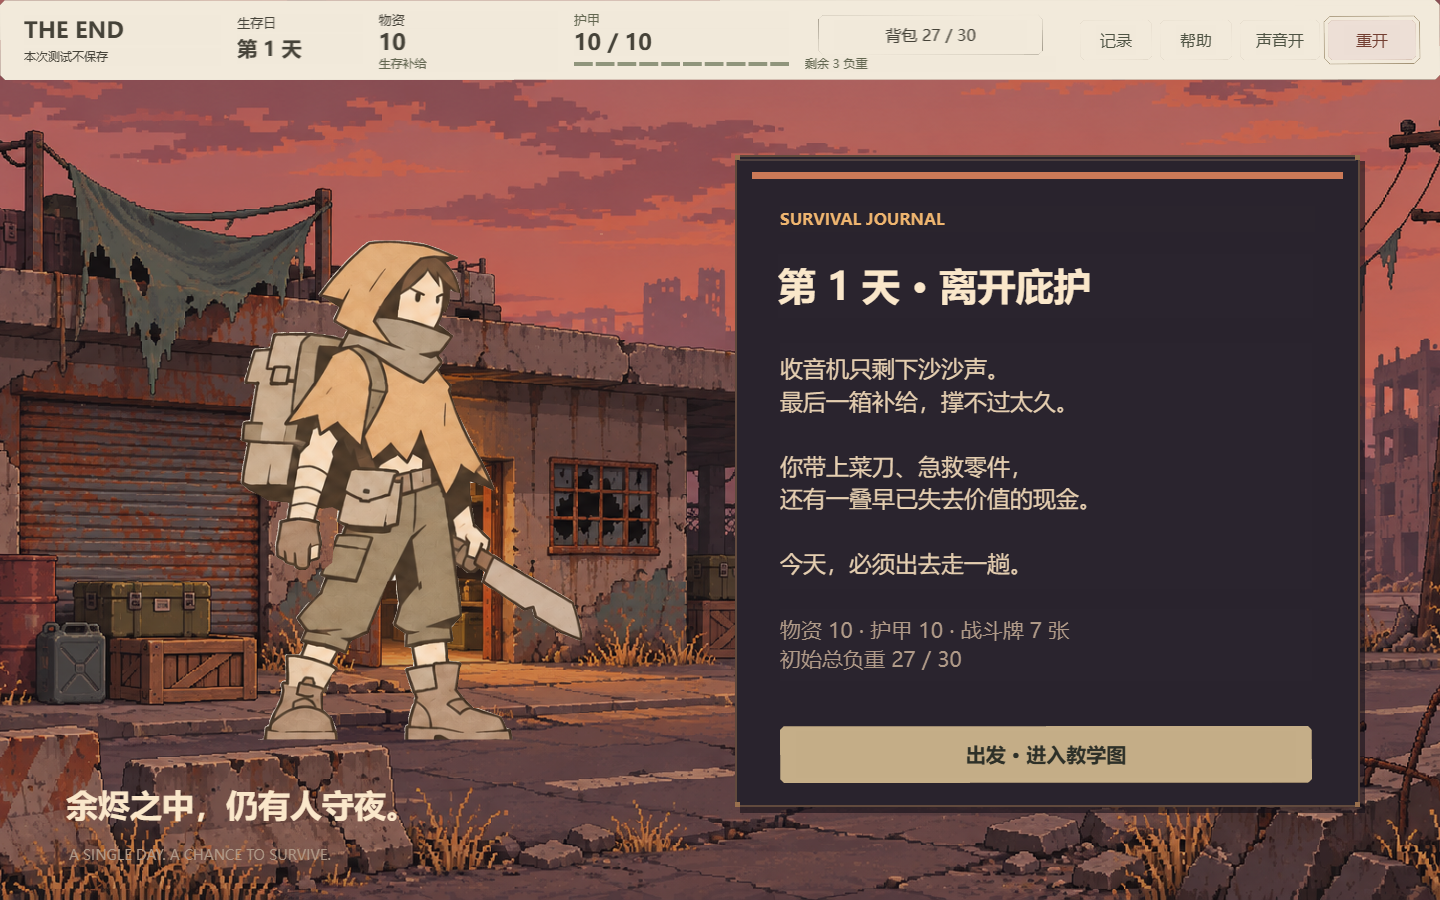 THE END
本次测试不保存
生存日
第 1 天
物资
10
生存补给
护甲
10 / 10
背包 27 / 30
剩余 3 负重
记录
帮助
声音开
重开
SURVIVAL JOURNAL
第 1 天·离开庇护
收音机只剩下沙沙声。
最后一箱补给，撑不过太久。
你带上菜刀、急救零件，
还有一叠早已失去价值的现金。
今天，必须出去走一趟。
物资 10 · 护甲 10 · 战斗牌 7 张
初始总负重 27 / 30
出发·进入教学图
余烬之中，仍有人守夜。
A SINGLE DAY. A CHANCE TO SURVIVE.